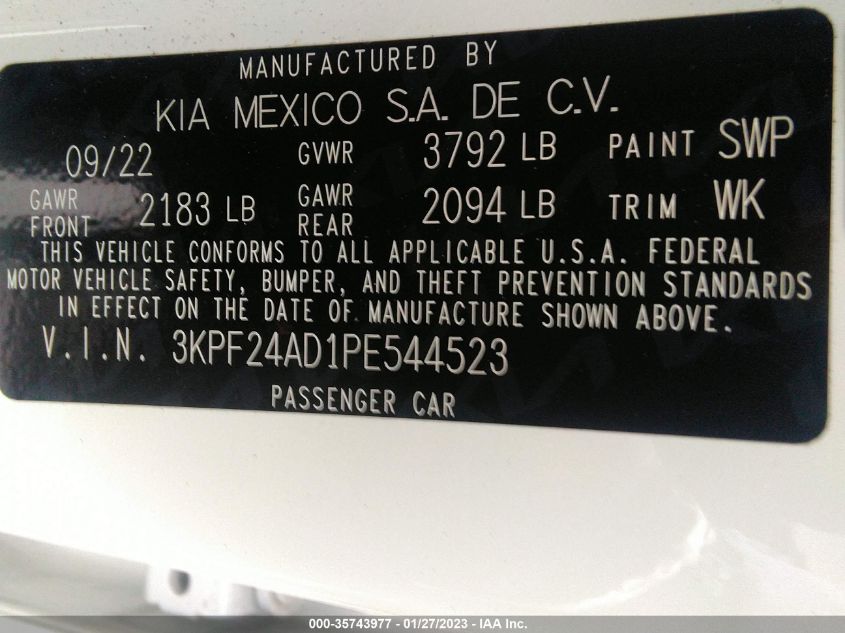 MANUFACTURED BY
KIA MEXICO S.A. DE C.V.
09/22 GVWR 3792 LB PAINT SWP
GAWR FRONT 2183 LB GAWR REAR 2094 LB TRIM WK
THIS VEHICLE CONFORMS TO ALL APPLICABLE U.S.A. FEDERAL
MOTOR VEHICLE SAFETY, BUMPER, AND THEFT PREVENTION STANDARDS
IN EFFECT ON THE DATE OF MANUFACTURE SHOWN ABOVE.
V.I.N. 3KPF24AD1PE544523
PASSENGER CAR
000-35743977 - 01/27/2023 - IAA Inc.